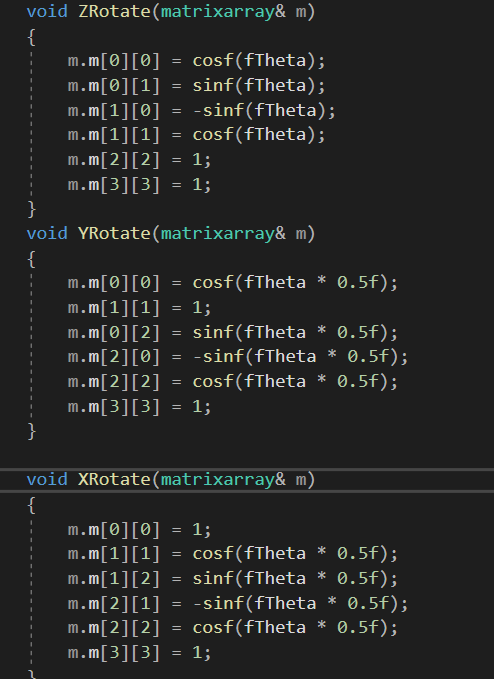 void ZRotate(matrixarray& m)
{
m.m[0][0] = cosf(fTheta);
m.m[0][1] = sinf(fTheta);
m.m[1][0] = -sinf(fTheta);
m.m[1][1] = cosf(fTheta);
m.m[2][2] = 1;
m.m[3][3] = 1;
}
void YRotate(matrixarray& m)
{
m.m[0][0] = cosf(fTheta * 0.5f);
m.m[1][1] = 1;
m.m[0][2] = sinf(fTheta * 0.5f);
m.m[2][0] = -sinf(fTheta * 0.5f);
m.m[2][2] = cosf(fTheta * 0.5f);
m.m[3][3] = 1;
}
void XRotate(matrixarray& m)
{
m.m[0][0] = 1;
m.m[1][1] = cosf(fTheta * 0.5f);
m.m[1][2] = sinf(fTheta * 0.5f);
m.m[2][1] = -sinf(fTheta * 0.5f);
m.m[2][2] = cosf(fTheta * 0.5f);
m.m[3][3] = 1;
}